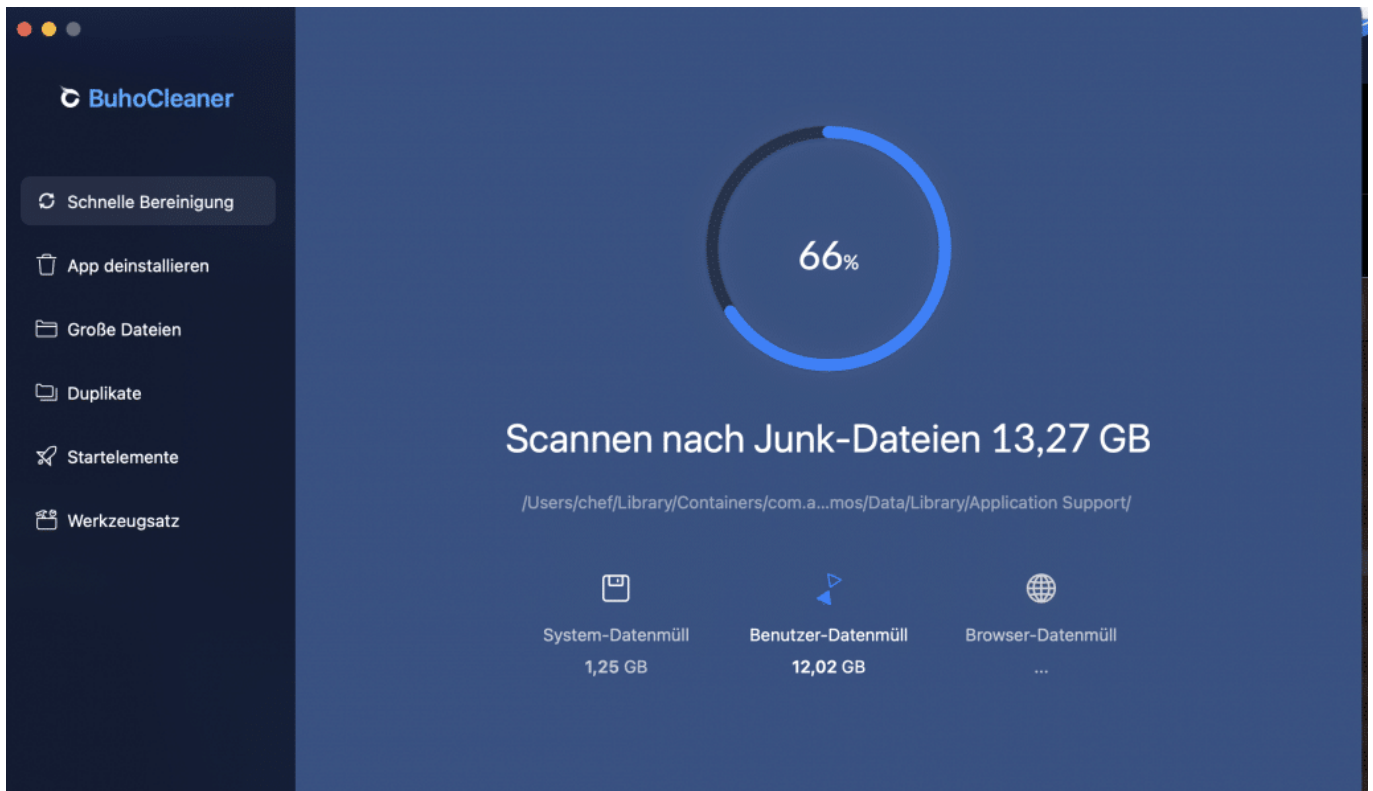 BuhoCleaner
Schnelle Bereinigung
App deinstallieren
Große Dateien
Duplikate
Startelemente
Werkzeugsatz
66%
Scannen nach Junk-Dateien 13,27 GB
/Users/chef/Library/Containers/com.a...mos/Data/Library/Application Support/
System-Datenmüll
1,25 GB
Benutzer-Datenmüll
12,02 GB
Browser-Datenmüll
...